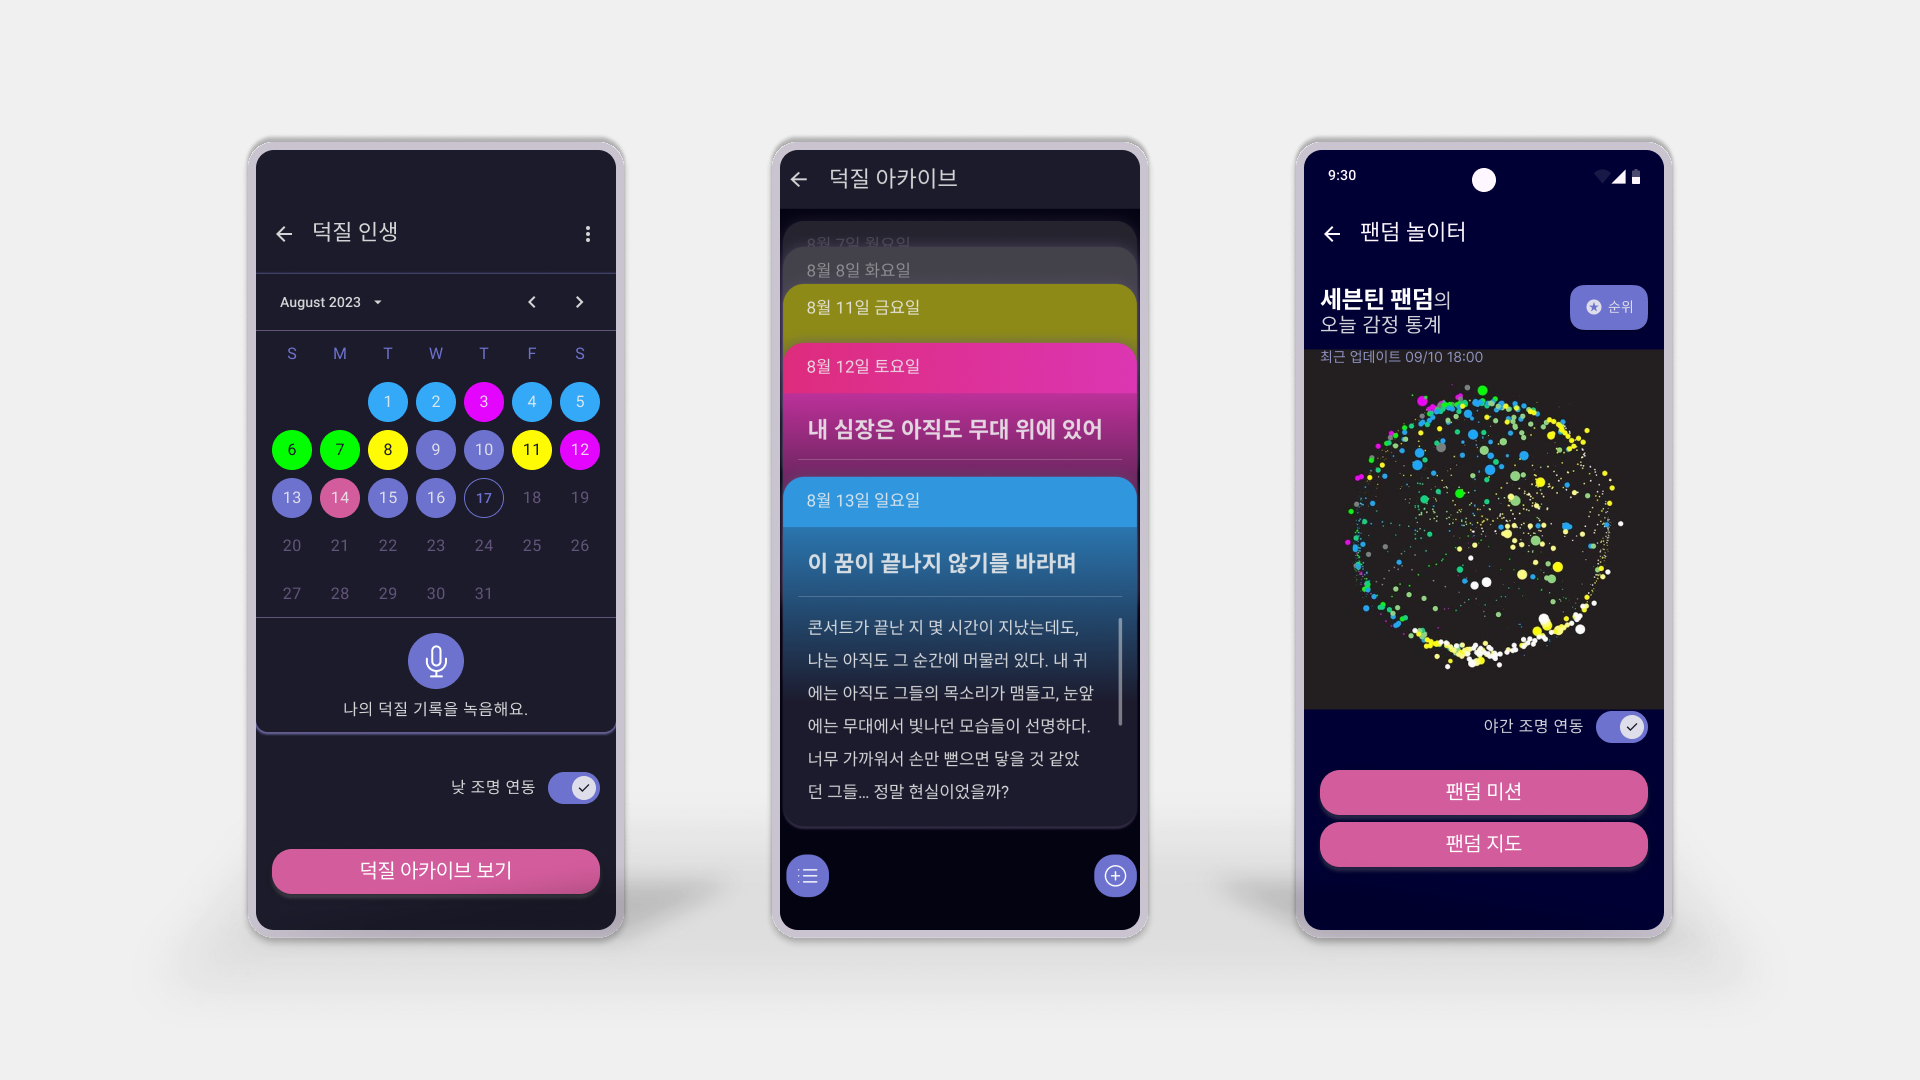 덕질 인생
August 2023
S M T W T F S
1 2 3 4 5
6 7 8 9 10 11 12
13 14 15 16 17 18 19
20 21 22 23 24 25 26
27 28 29 30 31
나의 덕질 기록을 녹음해요.
낮 조명 연동
덕질 아카이브 보기
덕질 아카이브
8월 7일 월요일
8월 8일 화요일
8월 11일 금요일
8월 12일 토요일
내 심장은 아직도 무대 위에 있어
8월 13일 일요일
이 꿈이 끝나지 않기를 바라며
콘서트가 끝난 지 몇 시간이 지났는데도,
나는 아직도 그 순간에 머물러 있다. 내 귀
에는 아직도 그들의 목소리가 맴돌고, 눈앞
에는 무대에서 빛나던 모습들이 선명하다.
너무 가까워서 손만 뻗으면 닿을 것 같았
던 그들... 정말 현실이었을까?
9:30
팬덤 놀이터
세븐틴 팬덤의
오늘 감정 통계
순위
최근 업데이트 09/10 18:00
야간 조명 연동
팬덤 미션
팬덤 지도